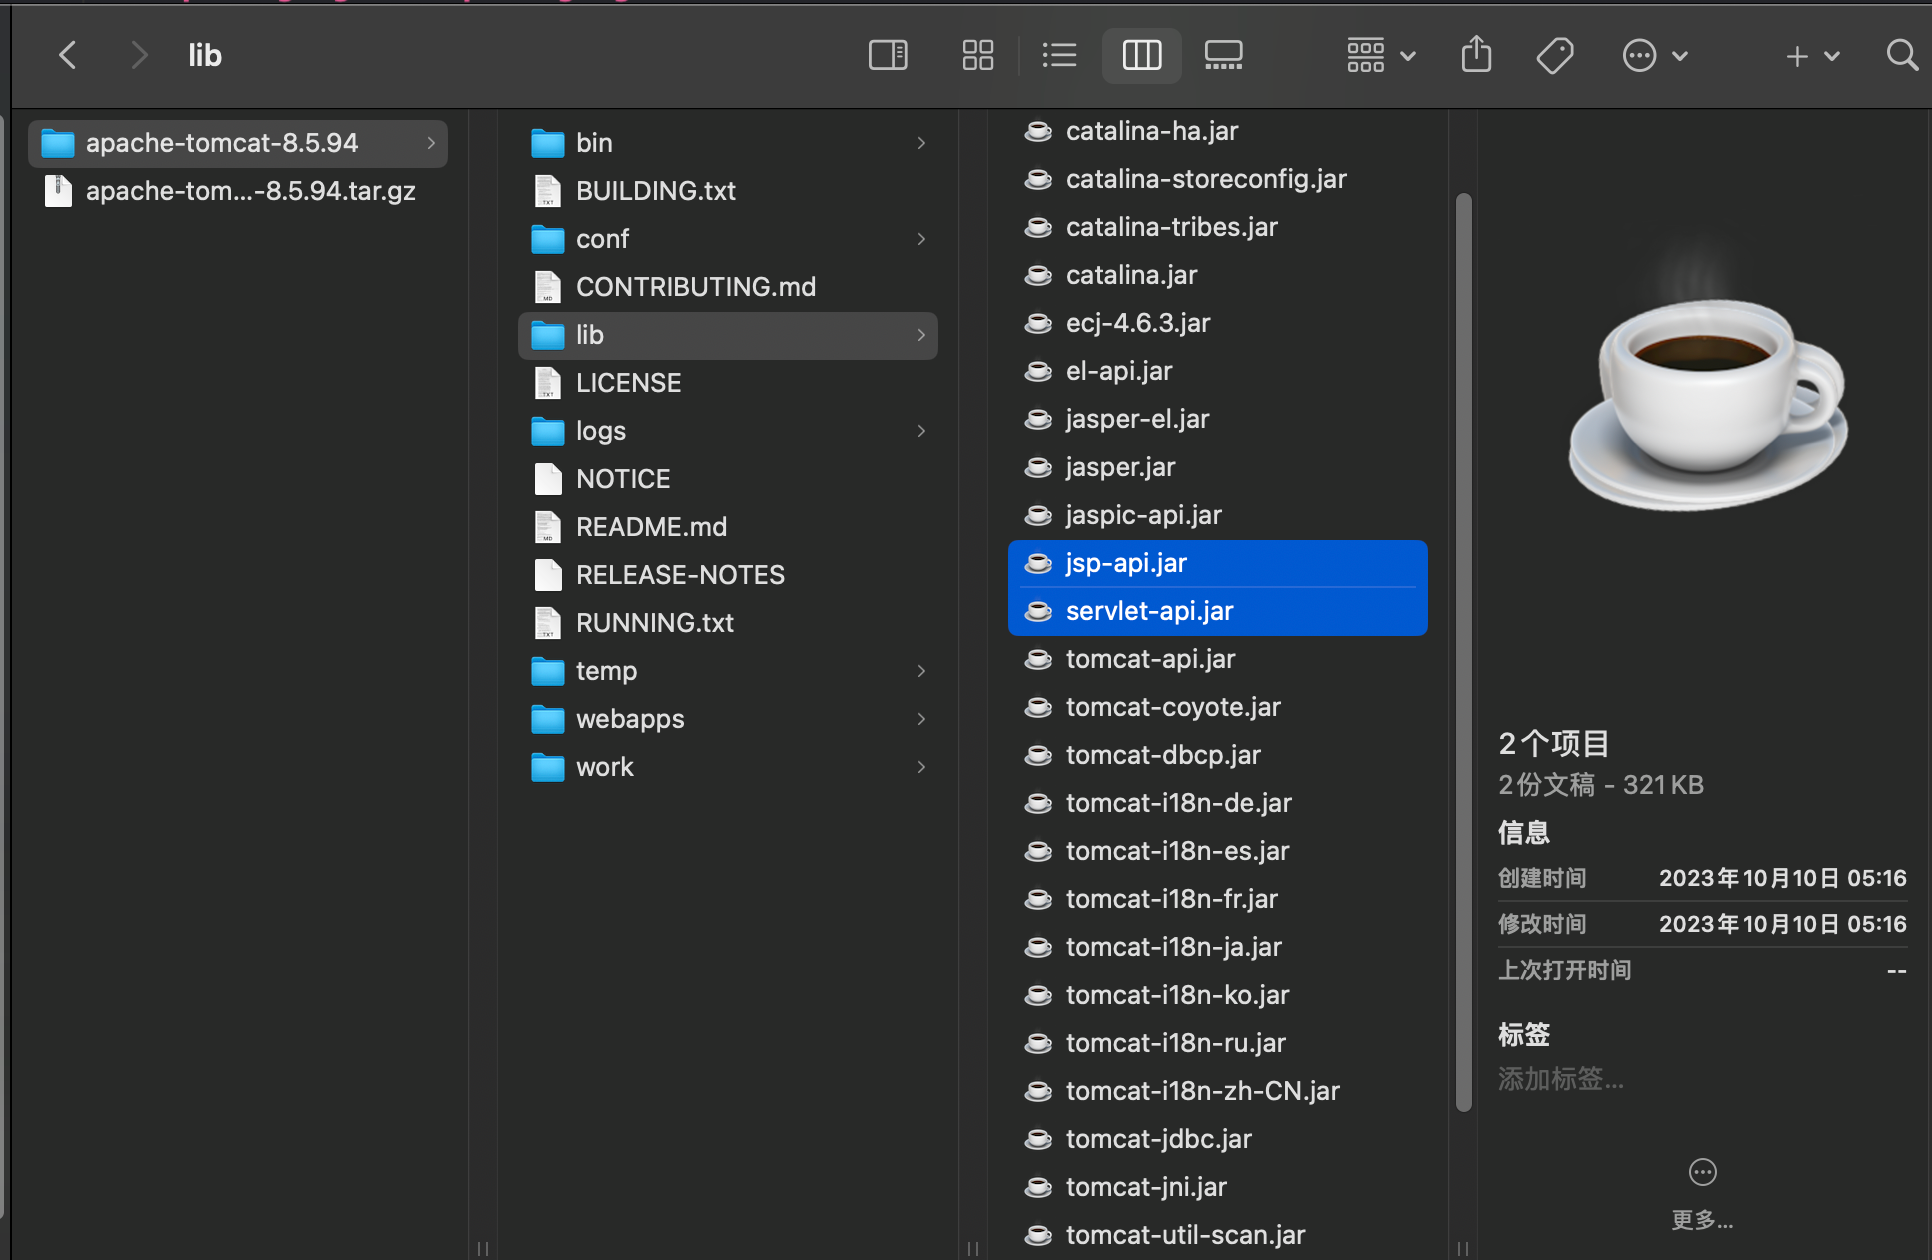 lib
apache-tomcat-8.5.94
apache-tom...-8.5.94.tar.gz
bin
BUILDING.txt
conf
CONTRIBUTING.md
lib
LICENSE
logs
NOTICE
README.md
RELEASE-NOTES
RUNNING.txt
temp
webapps
work
catalina-ha.jar
catalina-storeconfig.jar
catalina-tribes.jar
catalina.jar
ecj-4.6.3.jar
el-api.jar
jasper-el.jar
jasper.jar
jaspic-api.jar
jsp-api.jar
servlet-api.jar
tomcat-api.jar
tomcat-coyote.jar
tomcat-dbcp.jar
tomcat-i18n-de.jar
tomcat-i18n-es.jar
tomcat-i18n-fr.jar
tomcat-i18n-ja.jar
tomcat-i18n-ko.jar
tomcat-i18n-ru.jar
tomcat-i18n-zh-CN.jar
tomcat-jdbc.jar
tomcat-jni.jar
tomcat-util-scan.jar
2个项目
2份文稿 - 321 KB
信息
创建时间 2023年10月10日 05:16
修改时间 2023年10月10日 05:16
上次打开时间 --
标签
添加标签...
更多...